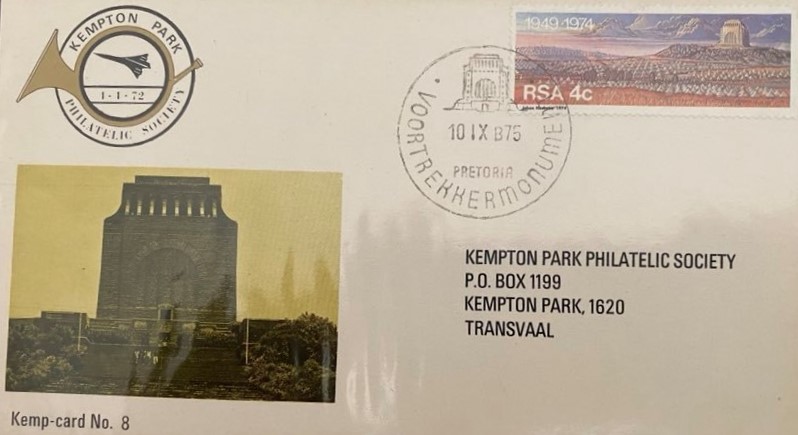 KEMPTON PARK
1-4-72
PHILATELIC SOCIETY
1949-1974
RSA 4c
10 IX B75
PRETORIA
VOORTREKKERMONUMENT
KEMPTON PARK PHILATELIC SOCIETY
P.O. BOX 1199
KEMPTON PARK, 1620
TRANSVAAL
Kemp-card No. 8